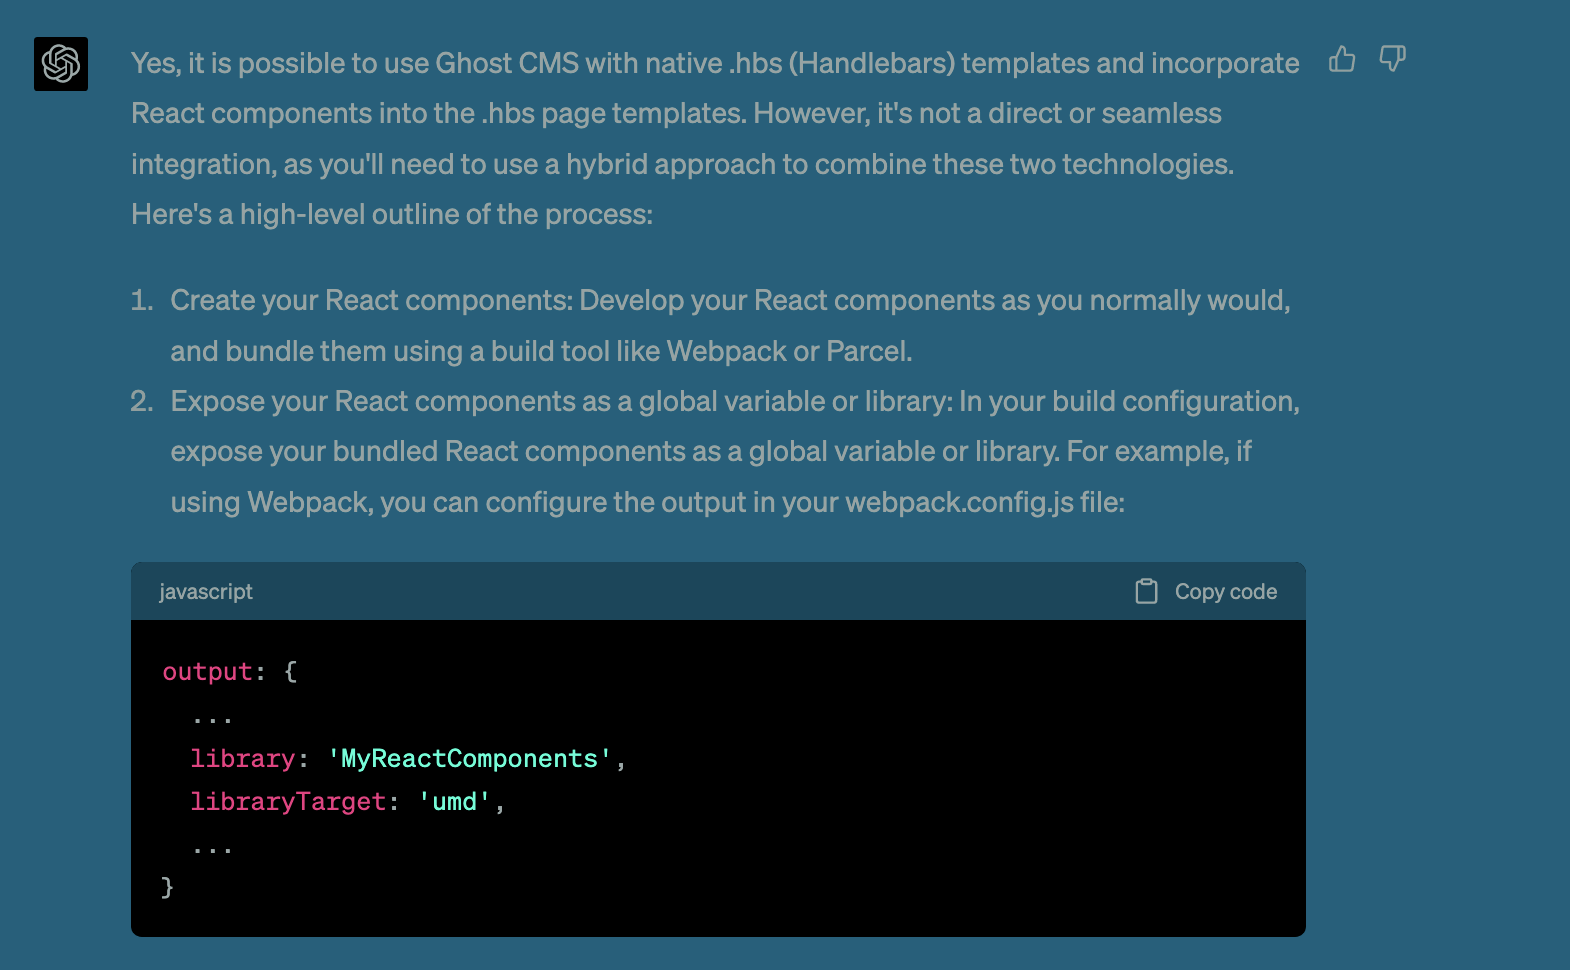 Yes, it is possible to use Ghost CMS with native .hbs (Handlebars) templates and incorporate
React components into the .hbs page templates. However, it's not a direct or seamless
integration, as you'll need to use a hybrid approach to combine these two technologies.
Here's a high-level outline of the process:
1. Create your React components: Develop your React components as you normally would,
and bundle them using a build tool like Webpack or Parcel.
2. Expose your React components as a global variable or library: In your build configuration,
expose your bundled React components as a global variable or library. For example, if
using Webpack, you can configure the output in your webpack.config.js file:
javascript
Copy code
output: {
  ...
  library: 'MyReactComponents',
  libraryTarget: 'umd',
  ...
}